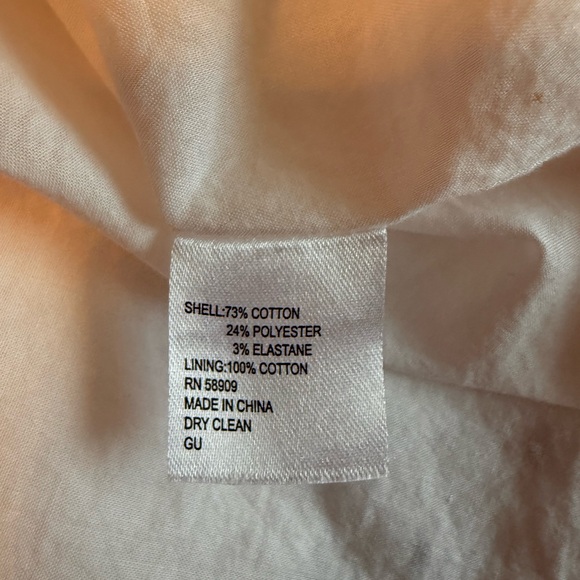 SHELL:73% COTTON
24% POLYESTER
3% ELASTANE
LINING:100% COTTON
RN 58909
MADE IN CHINA
DRY CLEAN
GU